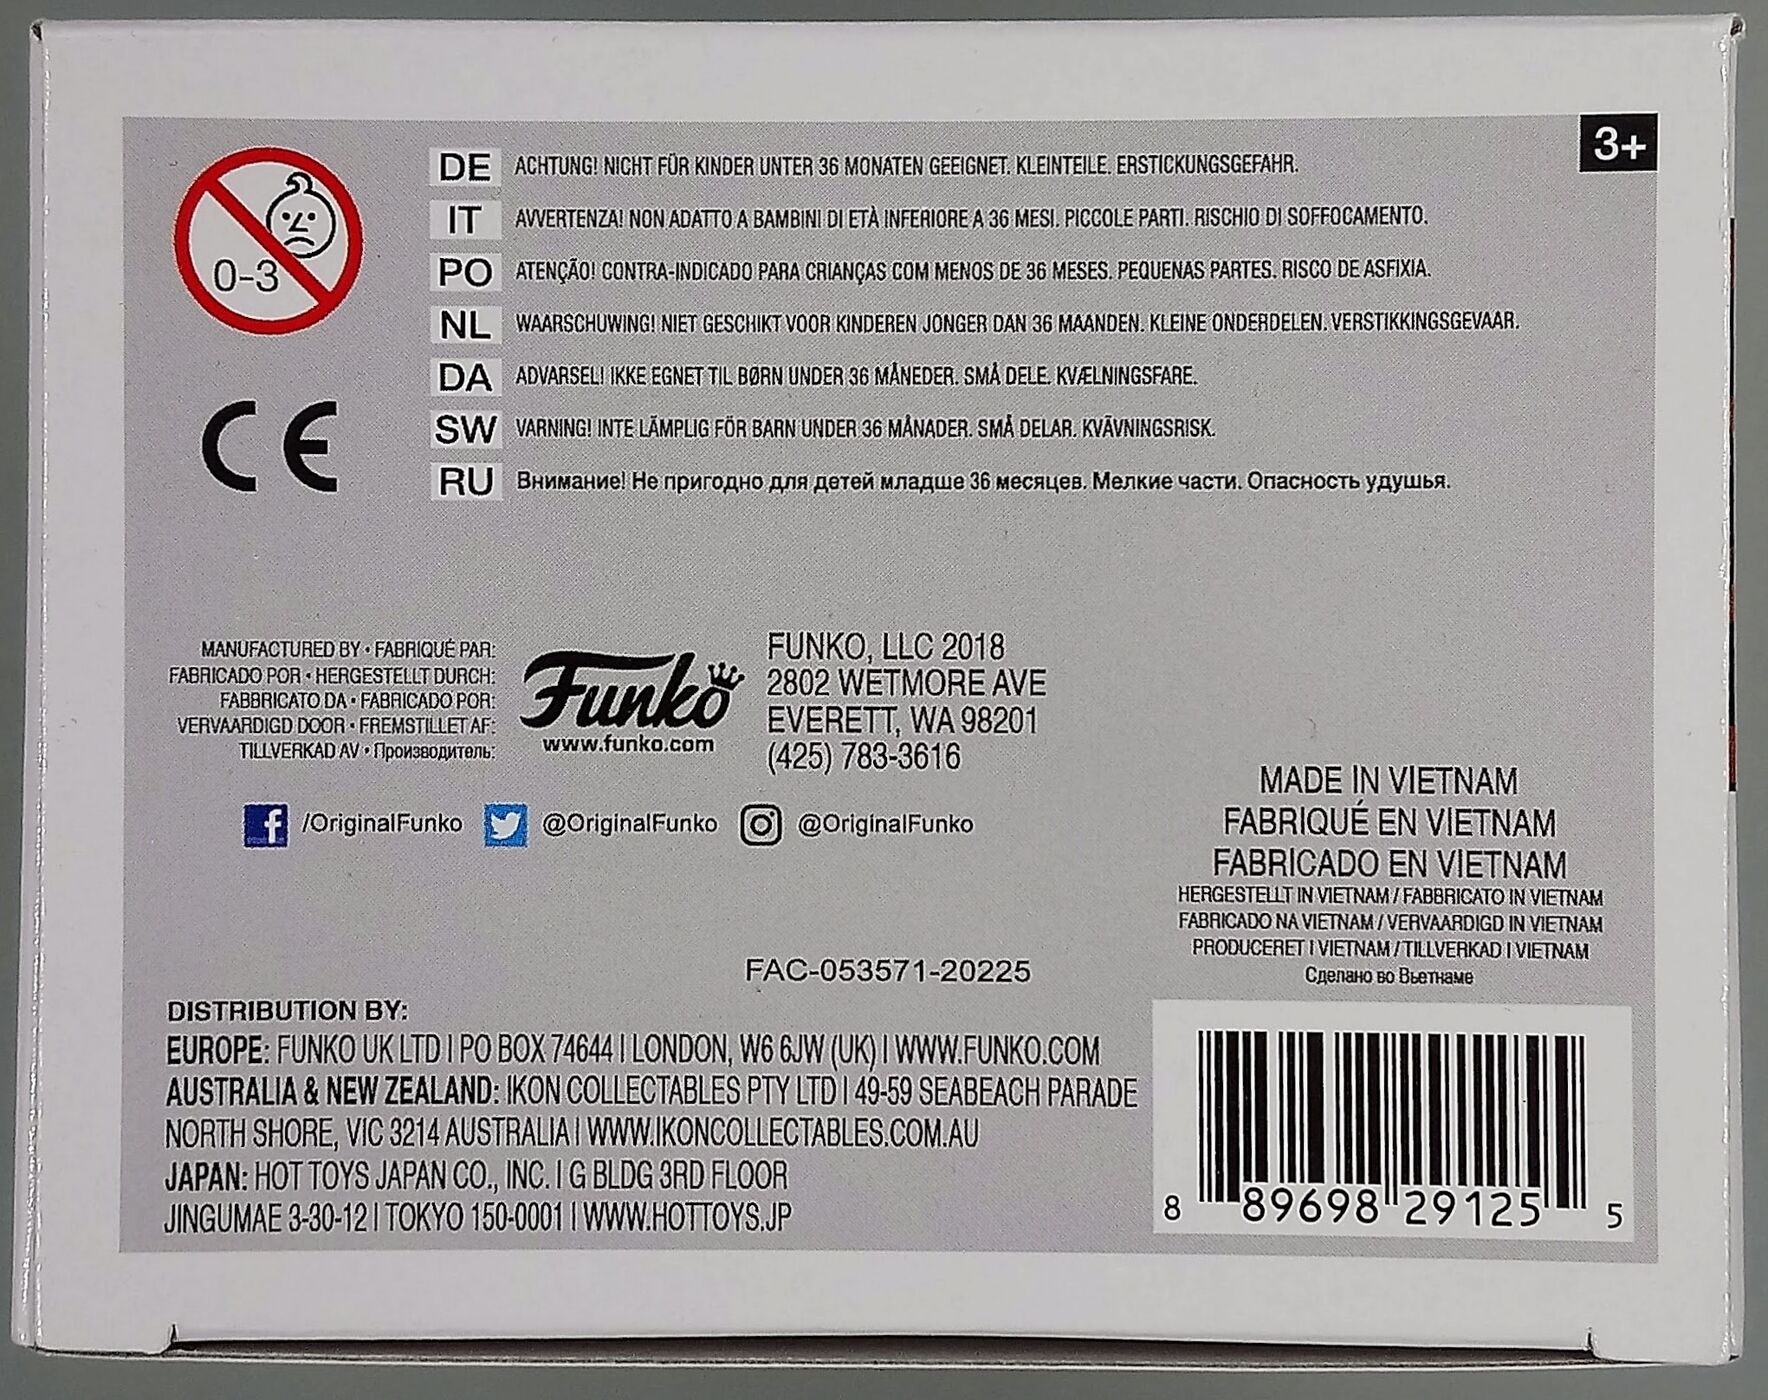 3+
0-3
DE ACHTUNG! NICHT FÜR KINDER UNTER 36 MONATEN GEEIGNET. KLEINTEILE. ERSTICKUNGSGEFAHR.
IT AVVERTENZA! NON ADATTO A BAMBINI DI ETÀ INFERIORE A 36 MESI. PICCOLE PARTI. RISCHIO DI SOFFOCAMENTO.
PO ATENÇÃO! CONTRA-INDICADO PARA CRIANÇAS COM MENOS DE 36 MESES. PEQUENAS PARTES. RISCO DE ASFIXIA.
NL WAARSCHUWING! NIET GESCHIKT VOOR KINDEREN JONGER DAN 36 MAANDEN. KLEINE ONDERDELEN. VERSTIKKINGSGEVAAR.
DA ADVARSEL! IKKE EGNET TIL BØRN UNDER 36 MÅNEDER. SMÅ DELE. KVÆLNINGSFARE.
SW VARNING! INTE LÄMPLIG FÖR BARN UNDER 36 MÅNADER. SMÅ DELAR. KVÄVNINGSRISK.
RU Внимание! Не пригодно для детей младше 36 месяцев. Мелкие части. Опасность удушья.
CE
MANUFACTURED BY • FABRIQUÉ PAR:
FABRICADO POR • HERGESTELLT DURCH:
FABBRICATO DA • FABRICADO POR:
VERVAARDIGD DOOR • FREMSTILLET AF:
TILLVERKAD AV • Производитель:
Funko
www.funko.com
FUNKO, LLC 2018
2802 WETMORE AVE
EVERETT, WA 98201
(425) 783-3616
/OriginalFunko @OriginalFunko @OriginalFunko
MADE IN VIETNAM
FABRIQUÉ EN VIETNAM
FABRICADO EN VIETNAM
HERGESTELLT IN VIETNAM / FABBRICATO IN VIETNAM
FABRICADO NA VIETNAM / VERVAARDIGD IN VIETNAM
PRODUCERET I VIETNAM / TILLVERKAD I VIETNAM
Сделано во Вьетнаме
FAC-053571-20225
DISTRIBUTION BY:
EUROPE: FUNKO UK LTD | PO BOX 74644 | LONDON, W6 6JW (UK) | WWW.FUNKO.COM
AUSTRALIA & NEW ZEALAND: IKON COLLECTABLES PTY LTD | 49-59 SEABEACH PARADE
NORTH SHORE, VIC 3214 AUSTRALIA | WWW.IKONCOLLECTABLES.COM.AU
JAPAN: HOT TOYS JAPAN CO., INC. | G BLDG 3RD FLOOR
JINGUMAE 3-30-12 | TOKYO 150-0001 | WWW.HOTTOYS.JP
8 89698 29125 5